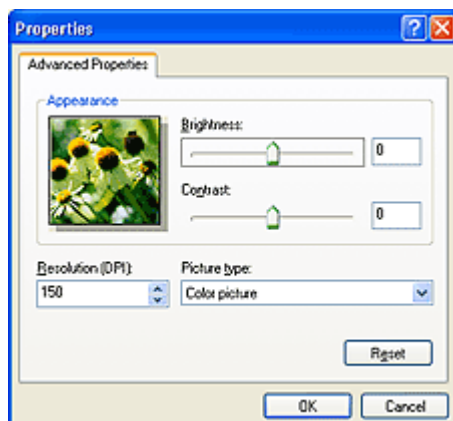 Properties
Advanced Properties
Appearance
Brightness:
0
Contrast:
0
Resolution (DPI):
150
Picture type:
Color picture
Reset
OK
Cancel